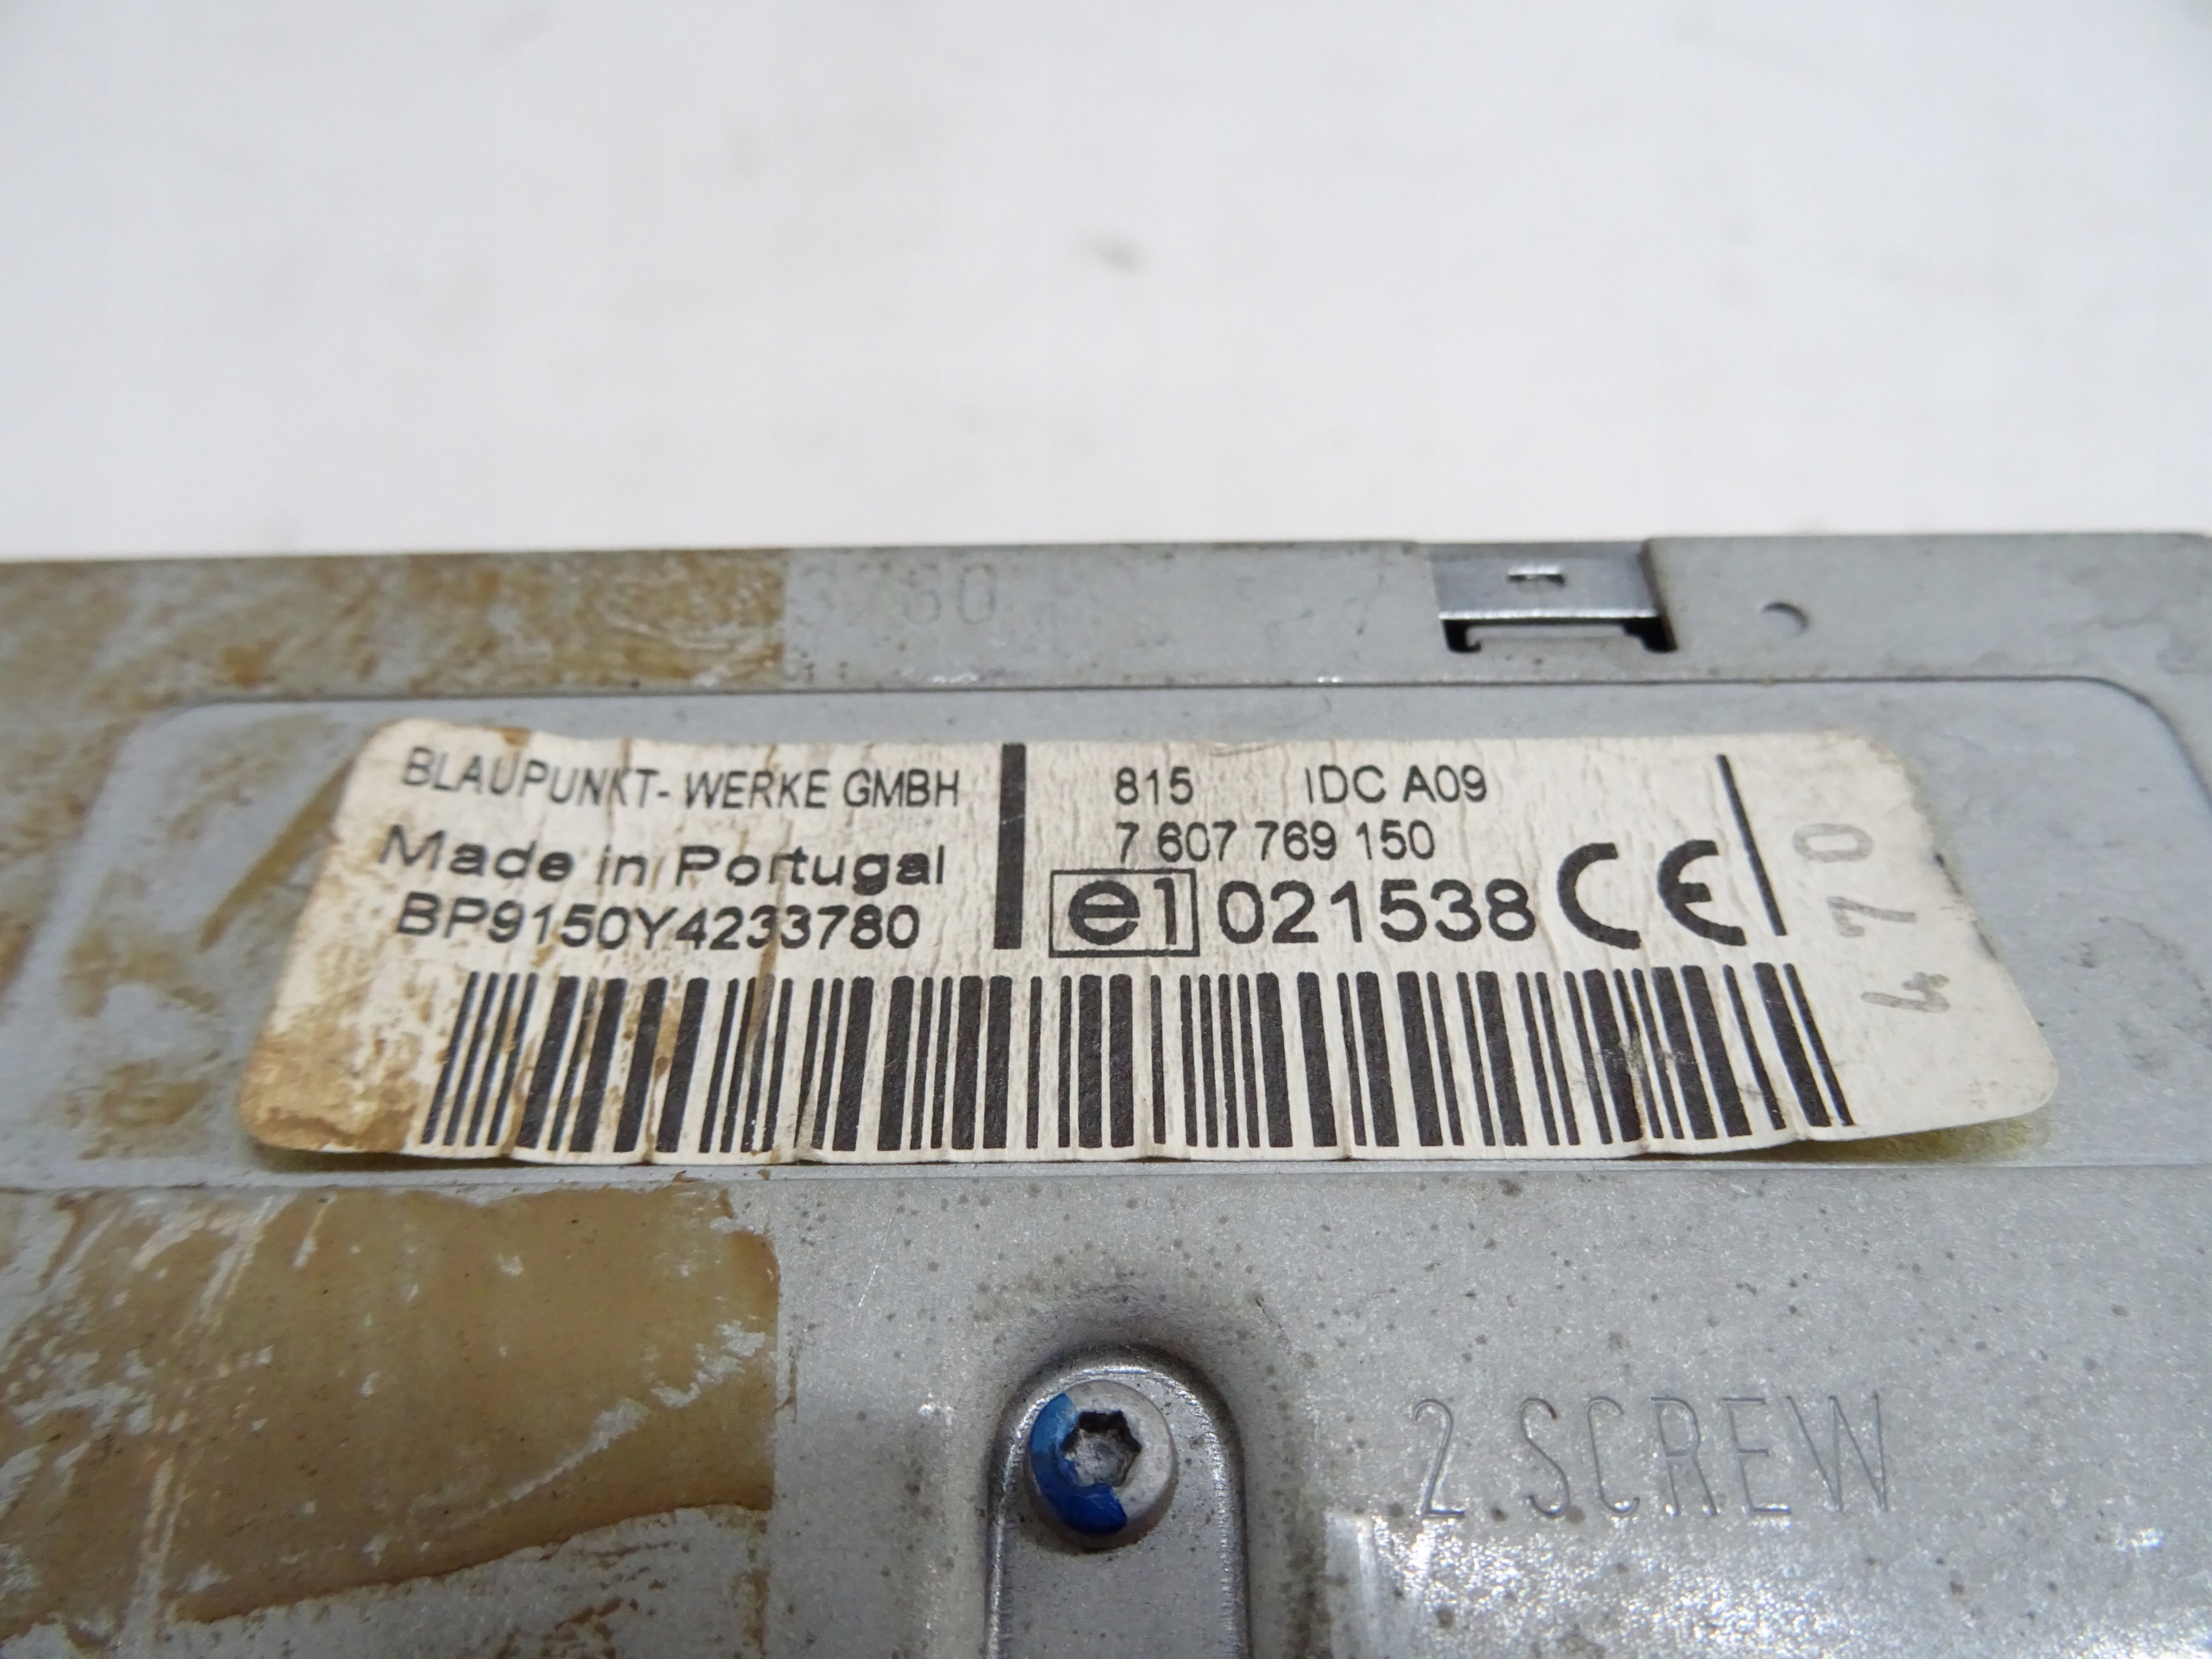 3780
BLAUPUNKT- WERKE GMBH
Made in Portugal
BP9150Y4233780
815 IDC A09
7 607 769 150
e1 021538 CE
470
2.SCREW